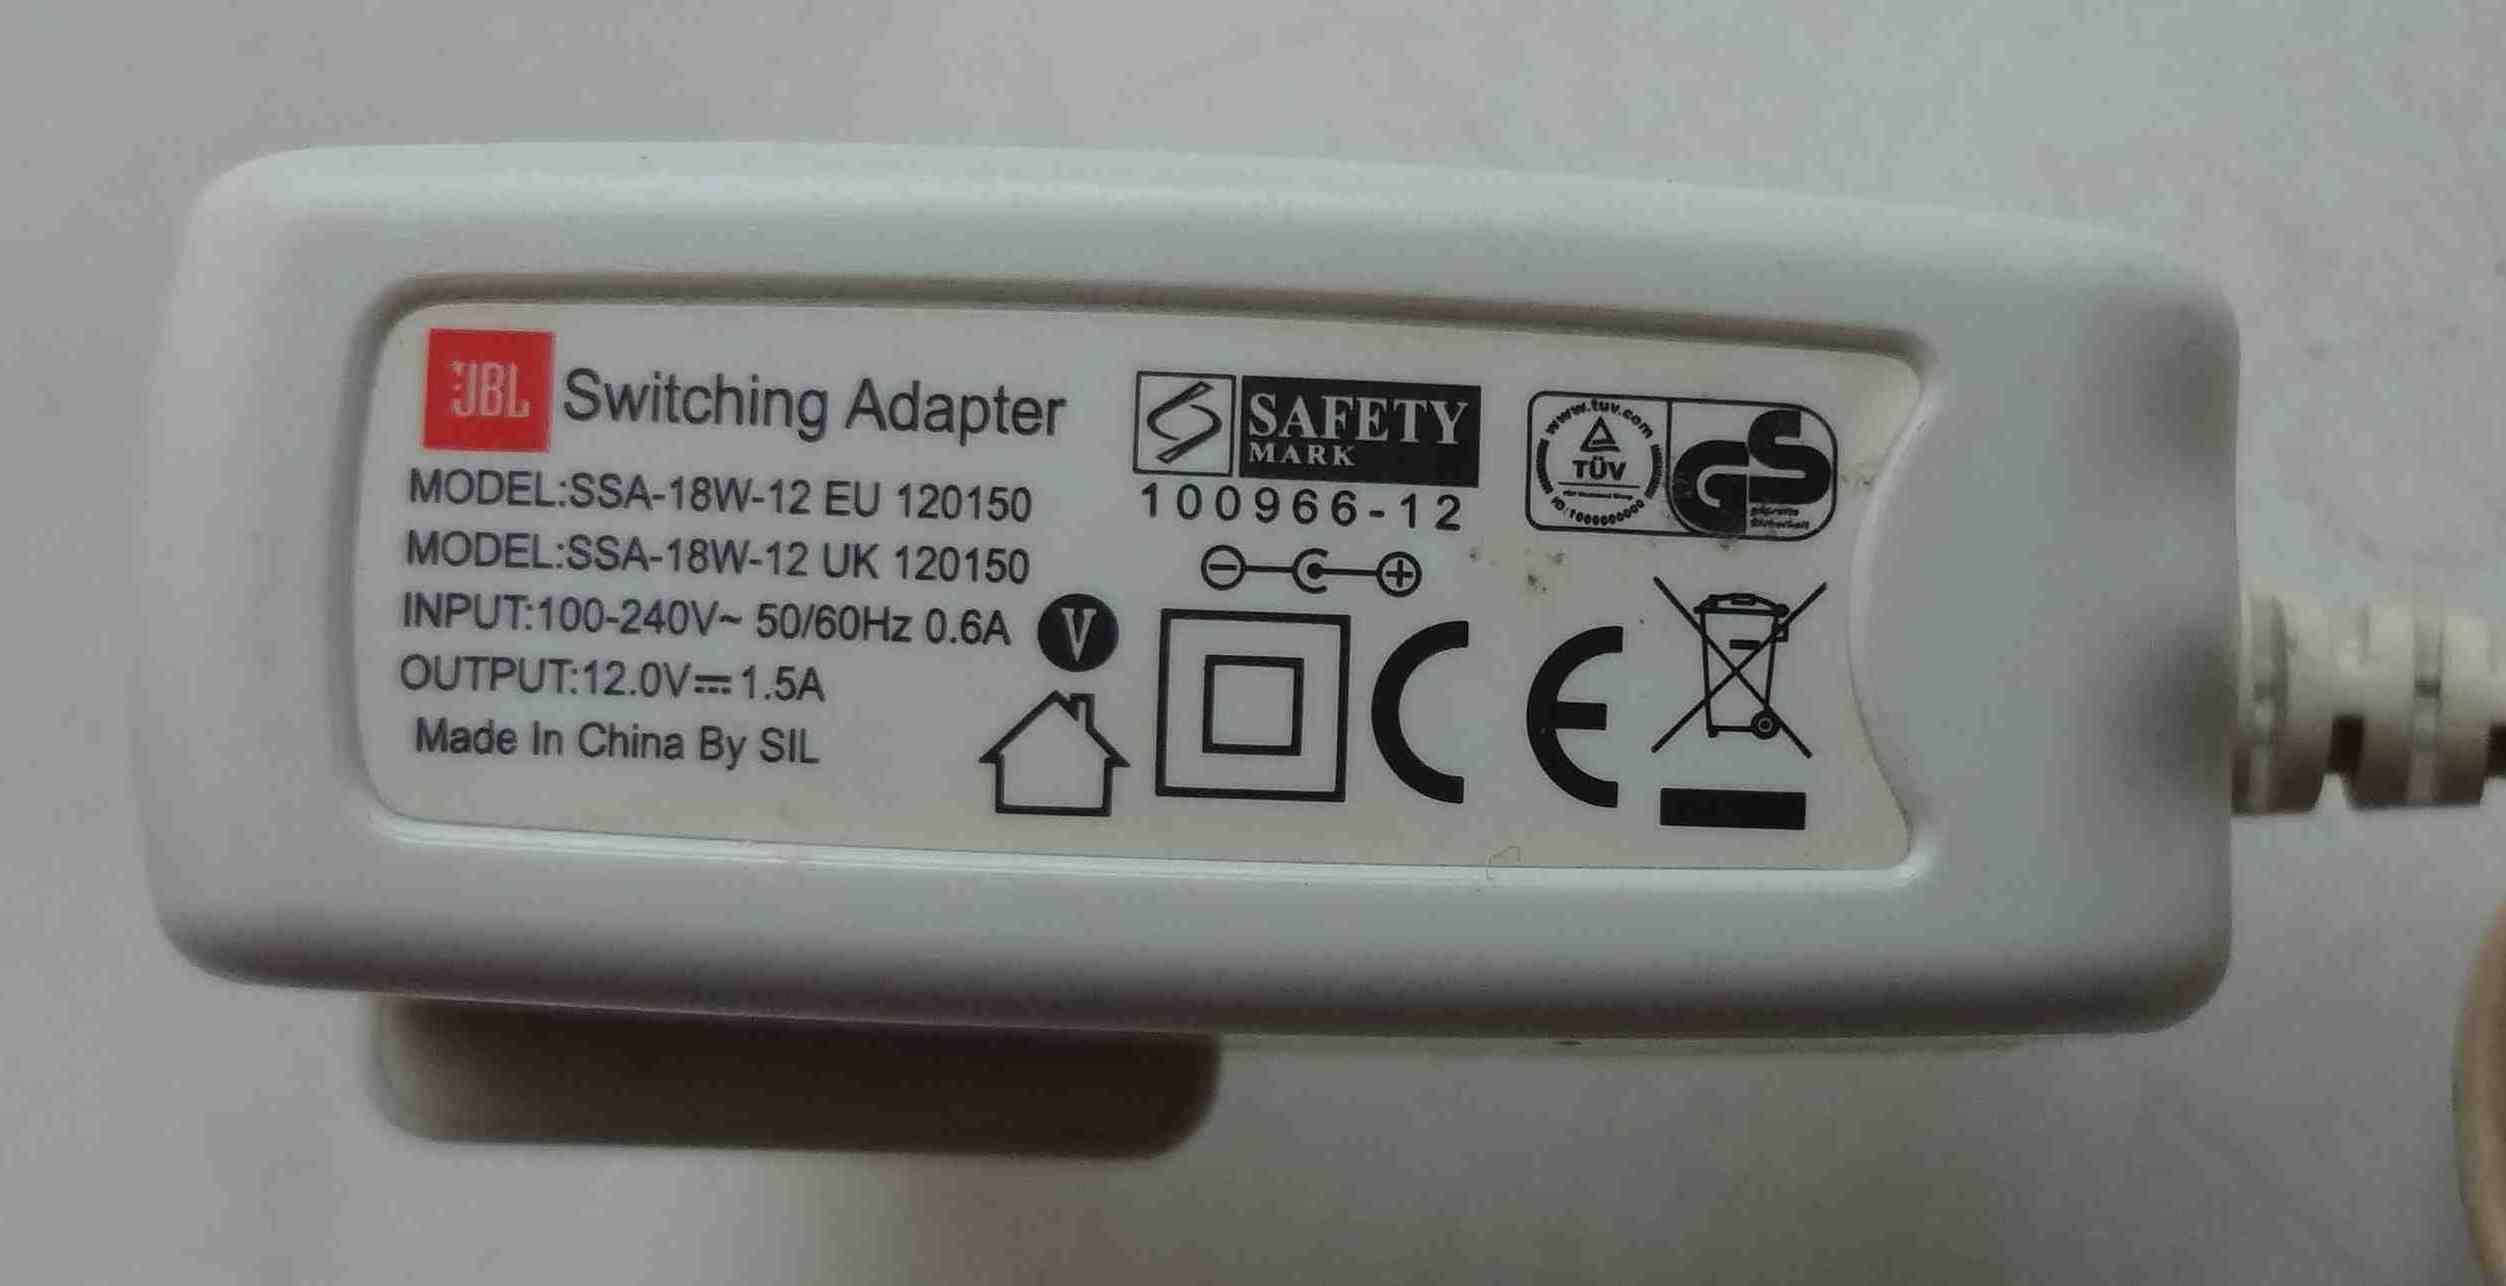 JBL Switching Adapter
MODEL:SSA-18W-12 EU 120150
MODEL:SSA-18W-12 UK 120150
INPUT:100-240V~ 50/60Hz 0.6A
V
OUTPUT:12.0V⎓1.5A
Made In China By SIL
SAFETY
MARK
100966-12
www.tuv.com
TÜV
GS
geprüfte
Sicherheit
CE